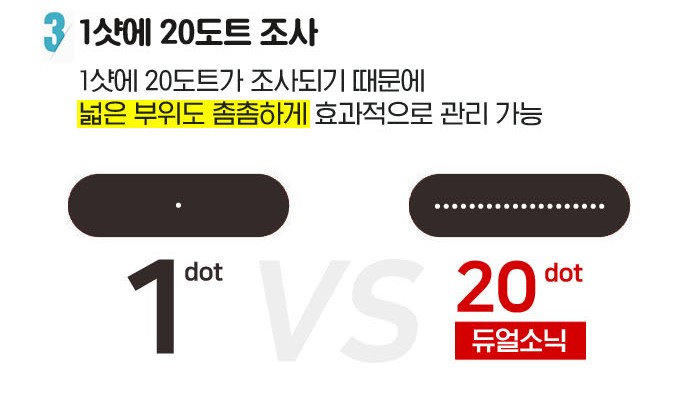 3 1샷에 20도트 조사
1샷에 20도트가 조사되기 때문에
넓은 부위도 촘촘하게 효과적으로 관리 가능
1 dot VS 20 dot
듀얼소닉